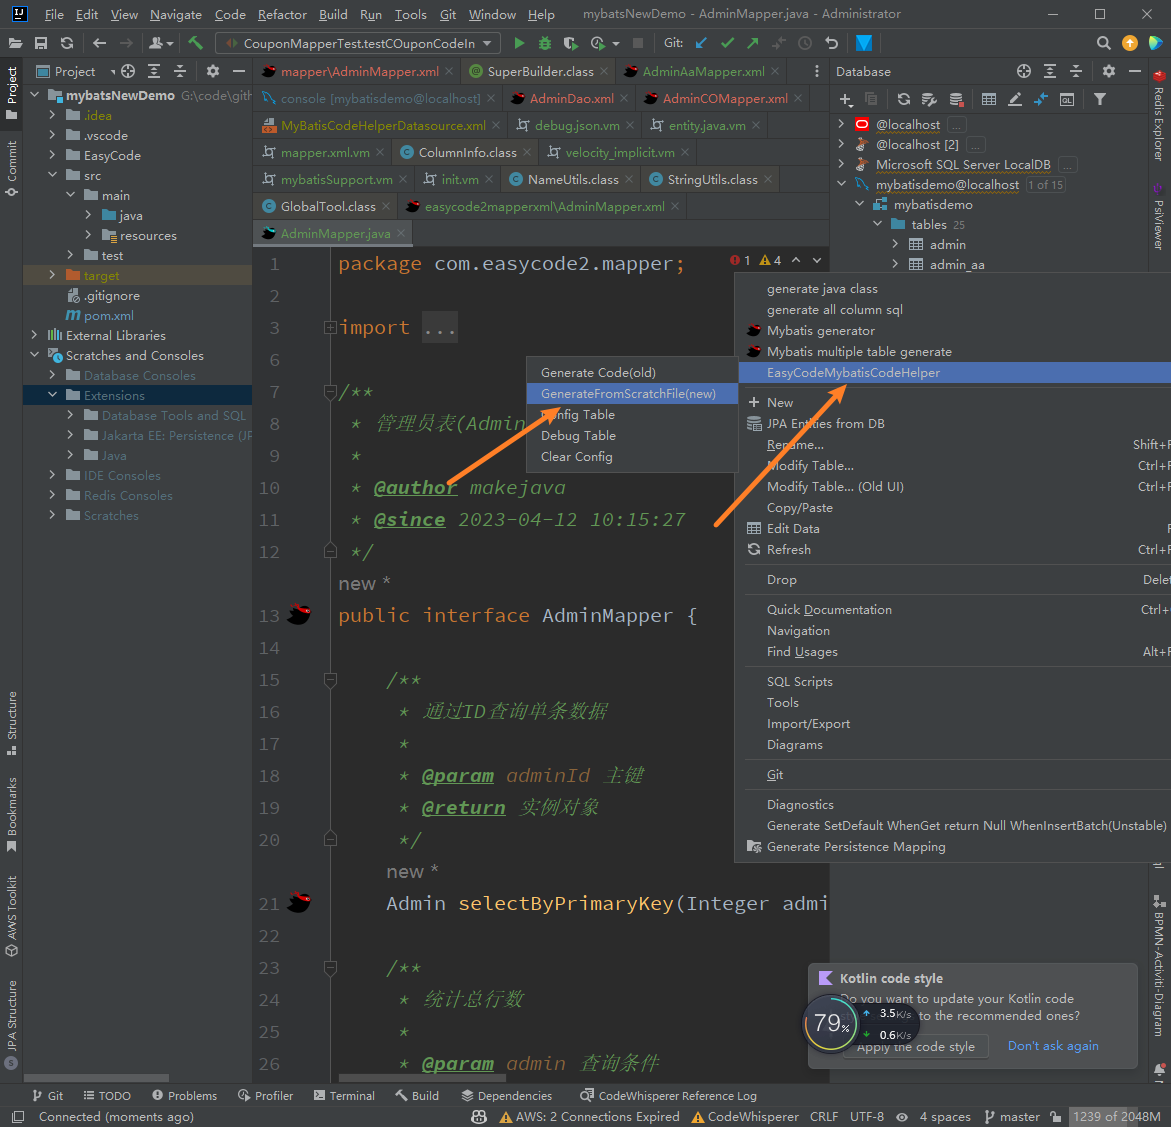 File Edit View Navigate Code Refactor Build Run Tools Git Window Help mybatsNewDemo - AdminMapper.java - Administrator
CouponMapperTest.testCOuponCodeIn Git:
Project
mybatsNewDemo G:\code\gith
.idea
.vscode
EasyCode
src
main
java
resources
test
target
.gitignore
pom.xml
External Libraries
Scratches and Consoles
Database Consoles
Extensions
Database Tools and SQL
Jakarta EE: Persistence (JP
Java
IDE Consoles
Redis Consoles
Scratches
Project
Commit
Structure
Bookmarks
AWS Toolkit
JPA Structure
mapper\AdminMapper.xml SuperBuilder.class AdminAaMapper.xml
console [mybatisdemo@localhost] AdminDao.xml AdminCOMapper.xml
MyBatisCodeHelperDatasource.xml debug.json.vm entity.java.vm
mapper.xml.vm ColumnInfo.class velocity_implicit.vm
mybatisSupport.vm init.vm NameUtils.class StringUtils.class
GlobalTool.class easycode2mapperxml\AdminMapper.xml
AdminMapper.java
1 package com.easycode2.mapper; 1 4
2
3 import ...
6
7 /**
8 * 管理员表(Admin
9 *
10 * @author makejava
11 * @since 2023-04-12 10:15:27
12 */
new *
13 public interface AdminMapper {
14
15 /**
16 * 通过ID查询单条数据
17 *
18 * @param adminId 主键
19 * @return 实例对象
20 */
new *
21 Admin selectByPrimaryKey(Integer admi
22
23 /**
24 * 统计总行数
25 *
26 * @param admin 查询条件
Generate Code(old)
GenerateFromScratchFile(new)
Config Table
Debug Table
Clear Config
Database
@localhost ...
@localhost [2] ...
Microsoft SQL Server LocalDB ...
mybatisdemo@localhost 1 of 15
mybatisdemo
tables 25
admin
admin_aa
generate java class
generate all column sql
Mybatis generator
Mybatis multiple table generate
EasyCodeMybatisCodeHelper
New
JPA Entities from DB
Rename... Shift+F
Modify Table... Ctrl+F
Modify Table... (Old UI) Ctrl+F
Copy/Paste
Edit Data F
Refresh Ctrl+F
Drop Delet
Quick Documentation Ctrl+
Navigation
Find Usages Alt+F
SQL Scripts
Tools
Import/Export
Diagrams
Git
Diagnostics
Generate SetDefault WhenGet return Null WhenInsertBatch(Unstable)
Generate Persistence Mapping
Redis Explorer
PsiViewer
BPMN-Activiti-Diagram
Kotlin code style
Do you want to update your Kotlin code
to the recommended ones?
Apply the code style Don't ask again
79%
3.5K/s
0.6K/s
Git TODO Problems Profiler Terminal Build Dependencies CodeWhisperer Reference Log
Connected (moments ago) AWS: 2 Connections Expired CodeWhisperer CRLF UTF-8 4 spaces master 1239 of 2048M